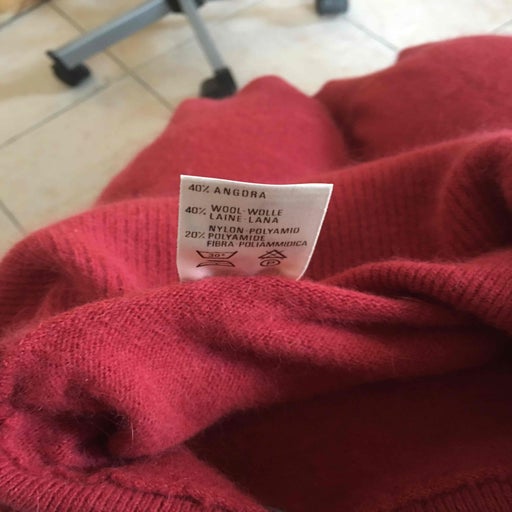 40% ANGORA
40% WOOL-WOLLE
LAINE-LANA
NYLON-POLYAMID
20% POLYAMIDE
FIBRA POLIAMMIDICA
30°
P